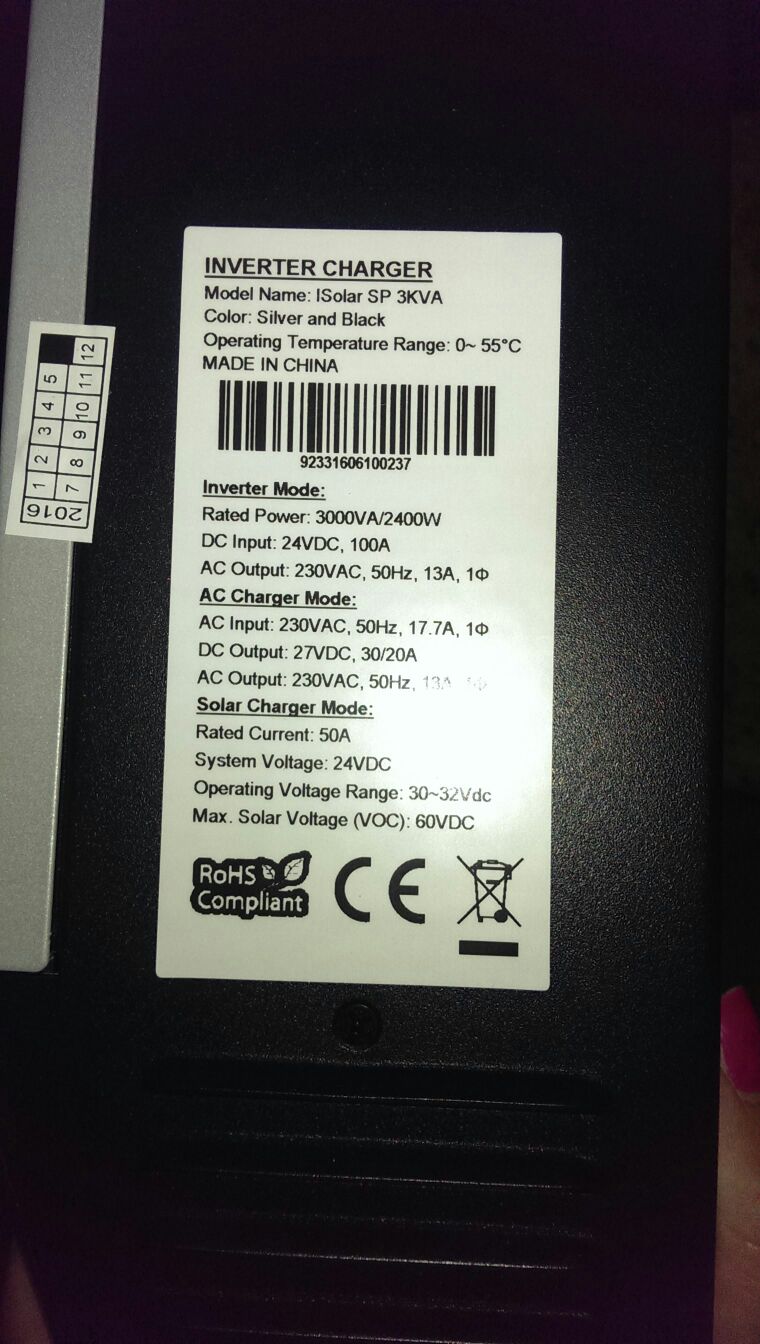 INVERTER CHARGER
Model Name: ISolar SP 3KVA
Color: Silver and Black
Operating Temperature Range: 0~ 55°C
MADE IN CHINA
92331606100237
Inverter Mode:
Rated Power: 3000VA/2400W
DC Input: 24VDC, 100A
AC Output: 230VAC, 50Hz, 13A, 1Φ
AC Charger Mode:
AC Input: 230VAC, 50Hz, 17.7A, 1Φ
DC Output: 27VDC, 30/20A
AC Output: 230VAC, 50Hz, 13A
Solar Charger Mode:
Rated Current: 50A
System Voltage: 24VDC
Operating Voltage Range: 30~32Vdc
Max. Solar Voltage (VOC): 60VDC
RoHS
Compliant
CE
2016
1 2 3 4 5
7 8 9 10 11 12